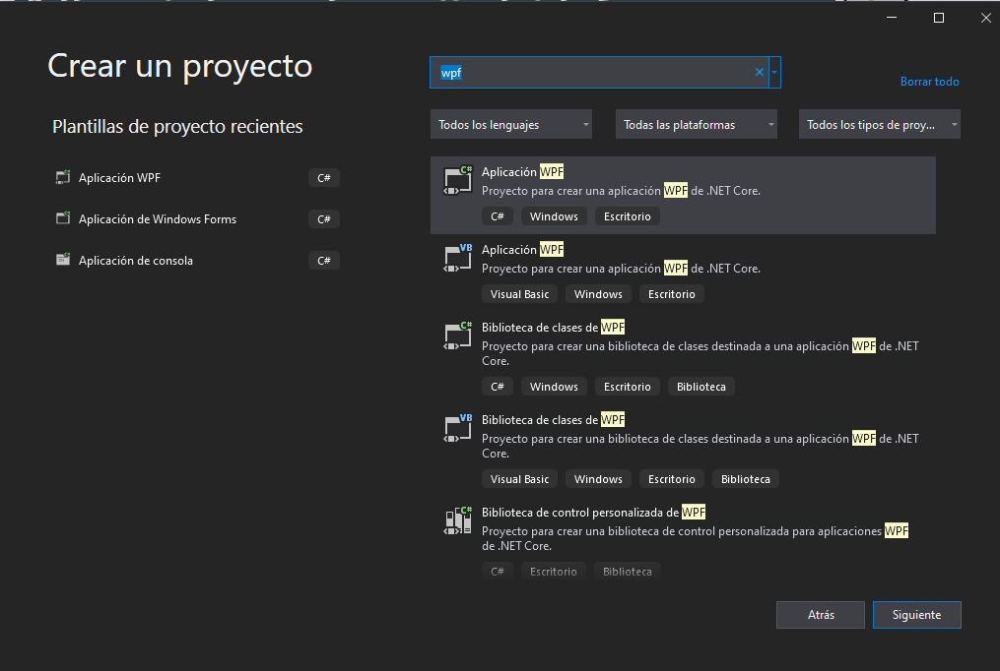 Crear un proyecto
Plantillas de proyecto recientes
Aplicación WPF
C#
Aplicación de Windows Forms
C#
Aplicación de consola
C#
wpf
Borrar todo
Todos los lenguajes
Todas las plataformas
Todos los tipos de proy...
C#
Aplicación WPF
Proyecto para crear una aplicación WPF de .NET Core.
C# Windows Escritorio
VB
Aplicación WPF
Proyecto para crear una aplicación WPF de .NET Core.
Visual Basic Windows Escritorio
C#
Biblioteca de clases de WPF
Proyecto para crear una biblioteca de clases destinada a una aplicación WPF de .NET
Core.
C# Windows Escritorio Biblioteca
VB
Biblioteca de clases de WPF
Proyecto para crear una biblioteca de clases destinada a una aplicación WPF de .NET
Core.
Visual Basic Windows Escritorio Biblioteca
C#
Biblioteca de control personalizada de WPF
Proyecto para crear una biblioteca de control personalizada para aplicaciones WPF
de .NET Core.
C# Escritorio Biblioteca
Atrás
Siguiente